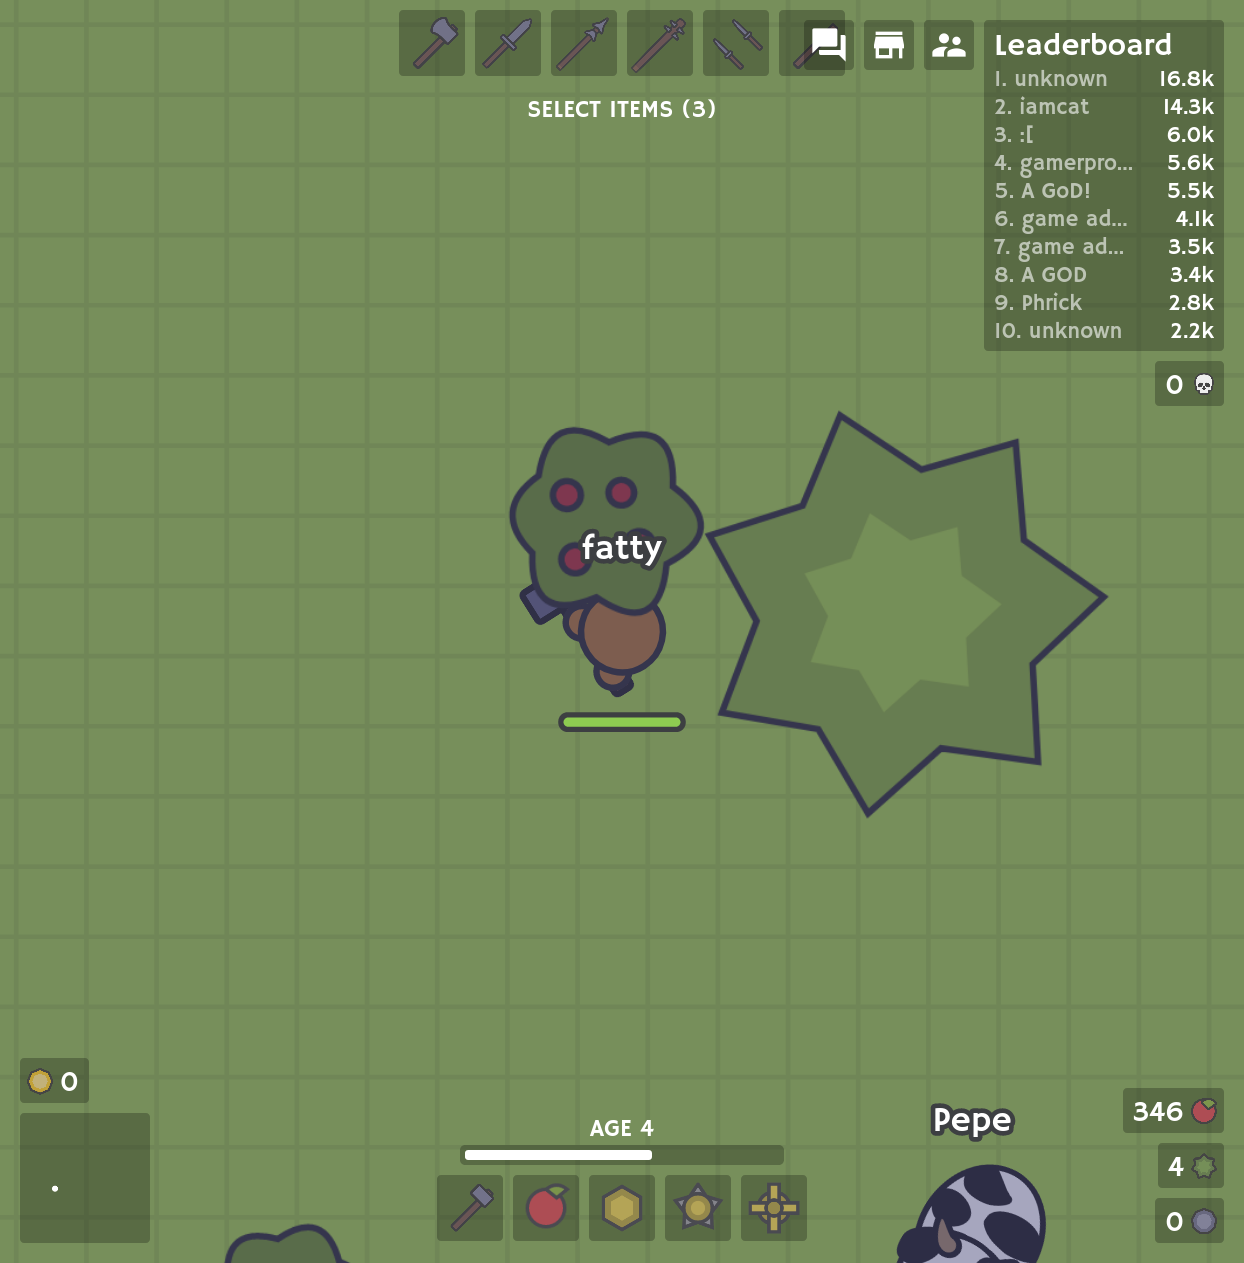 SELECT ITEMS (3)
Leaderboard
1. unknown 16.8k
2. iamcat 14.3k
3. :[ 6.0k
4. gamerpro... 5.6k
5. A GoD! 5.5k
6. game ad... 4.1k
7. game ad... 3.5k
8. A GOD 3.4k
9. Phrick 2.8k
10. unknown 2.2k
0
fatty
0
Pepe
346
AGE 4
4
0